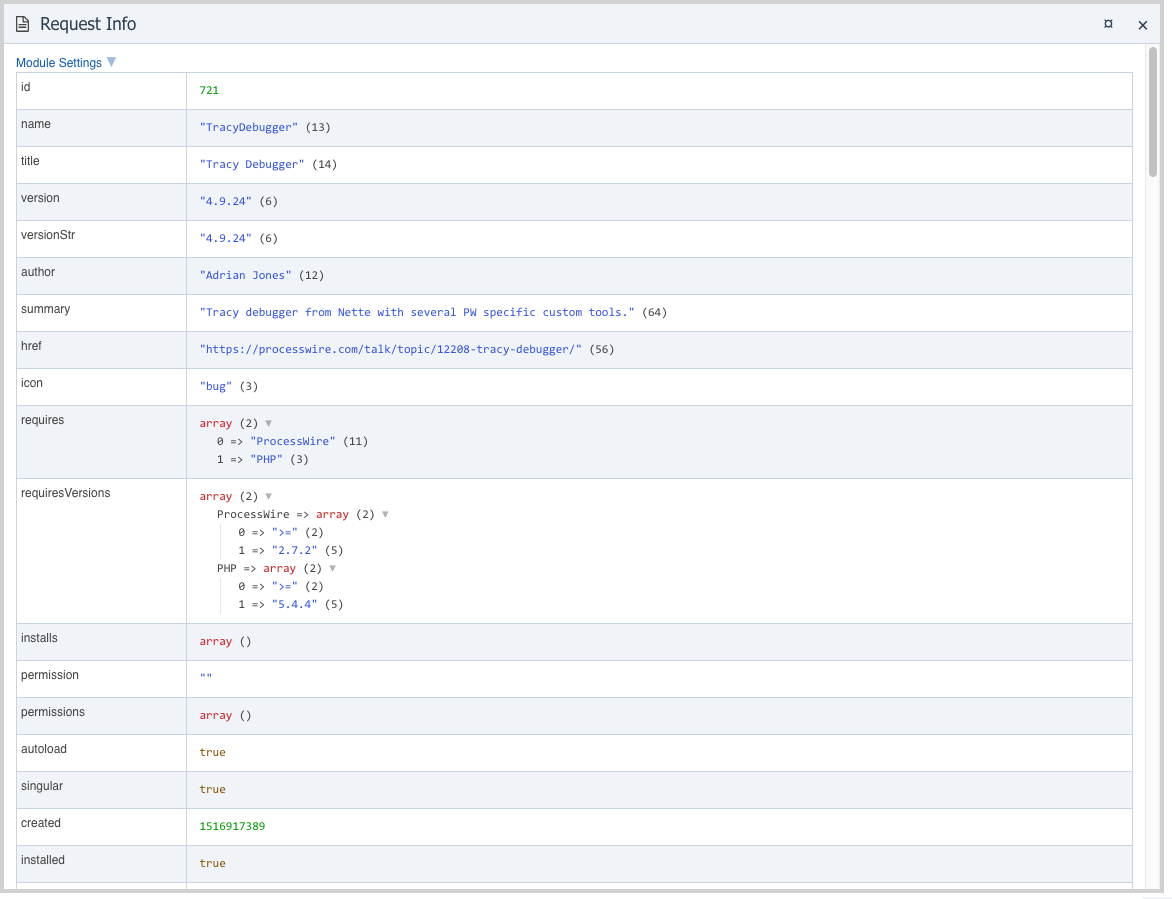 Request Info
Module Settings ▼
id 721
name "TracyDebugger" (13)
title "Tracy Debugger" (14)
version "4.9.24" (6)
versionStr "4.9.24" (6)
author "Adrian Jones" (12)
summary "Tracy debugger from Nette with several PW specific custom tools." (64)
href "https://processwire.com/talk/topic/12208-tracy-debugger/" (56)
icon "bug" (3)
requires array (2) ▼
0 => "ProcessWire" (11)
1 => "PHP" (3)
requiresVersions array (2) ▼
ProcessWire => array (2) ▼
0 => ">=" (2)
1 => "2.7.2" (5)
PHP => array (2) ▼
0 => ">=" (2)
1 => "5.4.4" (5)
installs array ()
permission ""
permissions array ()
autoload true
singular true
created 1516917389
installed true